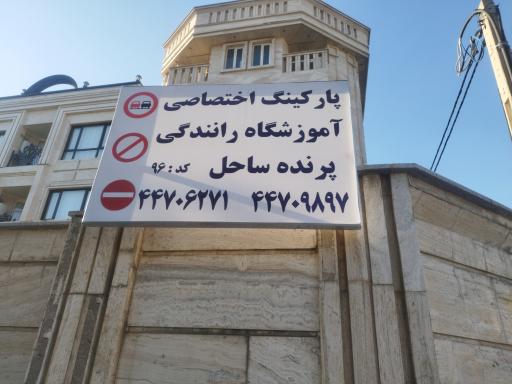 پارکینگ اختصاصی
آموزشگاه رانندگی
پرنده ساحل کد: ۹۶
۴۴۷۰۶۲۷۱ ۴۴۷۰۹۸۹۷